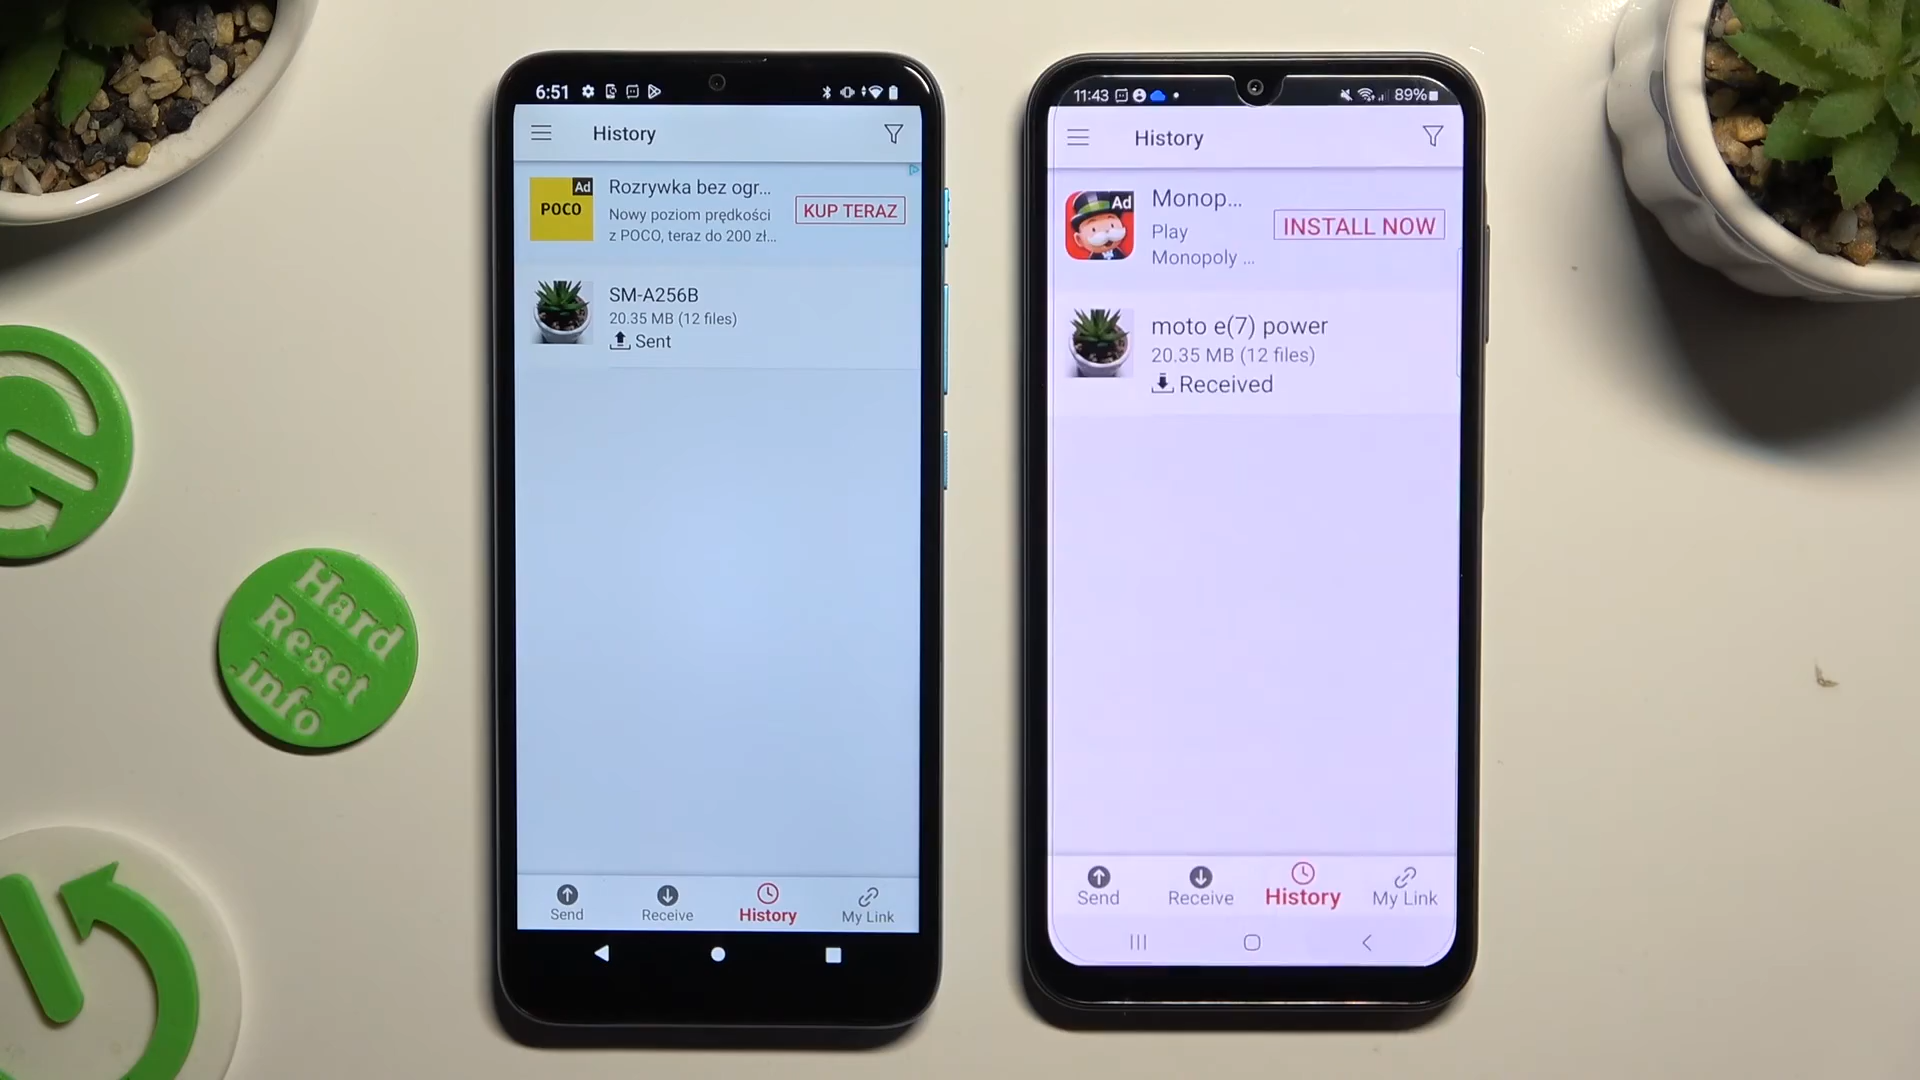 6:51
History
Ad
POCO
Rozrywka bez ogr...
Nowy poziom prędkości
z POCO, teraz do 200 zł...
KUP TERAZ
SM-A256B
20.35 MB (12 files)
Sent
Send
Receive
History
My Link
11:43
89%
History
Ad
Monop...
Play
Monopoly ...
INSTALL NOW
moto e(7) power
20.35 MB (12 files)
Received
Send
Receive
History
My Link
Hard
Reset
.info